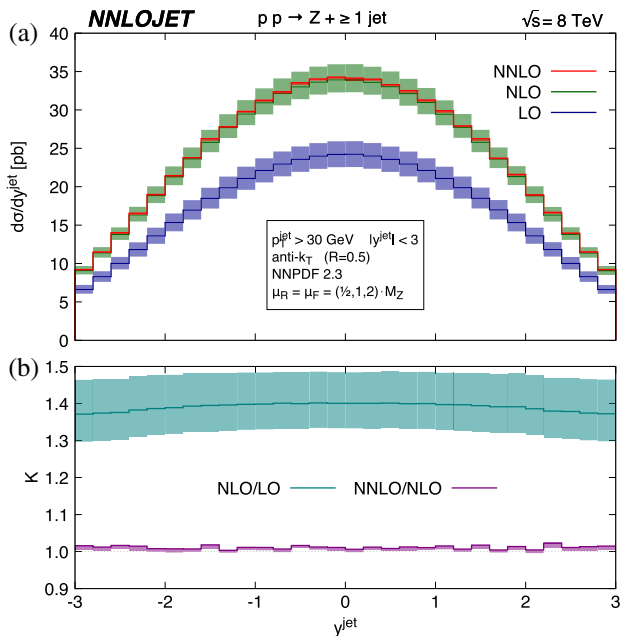 NNLOJET p p → Z + ≥ 1 jet √s = 8 TeV
(a)
40
35
30
25
20
15
10
5
0
dσ/dy^jet [pb]
NNLO
NLO
LO
p_T^jet > 30 GeV |y^jet| < 3
anti-k_T (R=0.5)
NNPDF 2.3
μ_R = μ_F = (½,1,2) · M_Z
(b)
1.5
1.4
1.3
1.2
1.1
1.0
0.9
K
NLO/LO NNLO/NLO
-3 -2 -1 0 1 2 3
y^jet